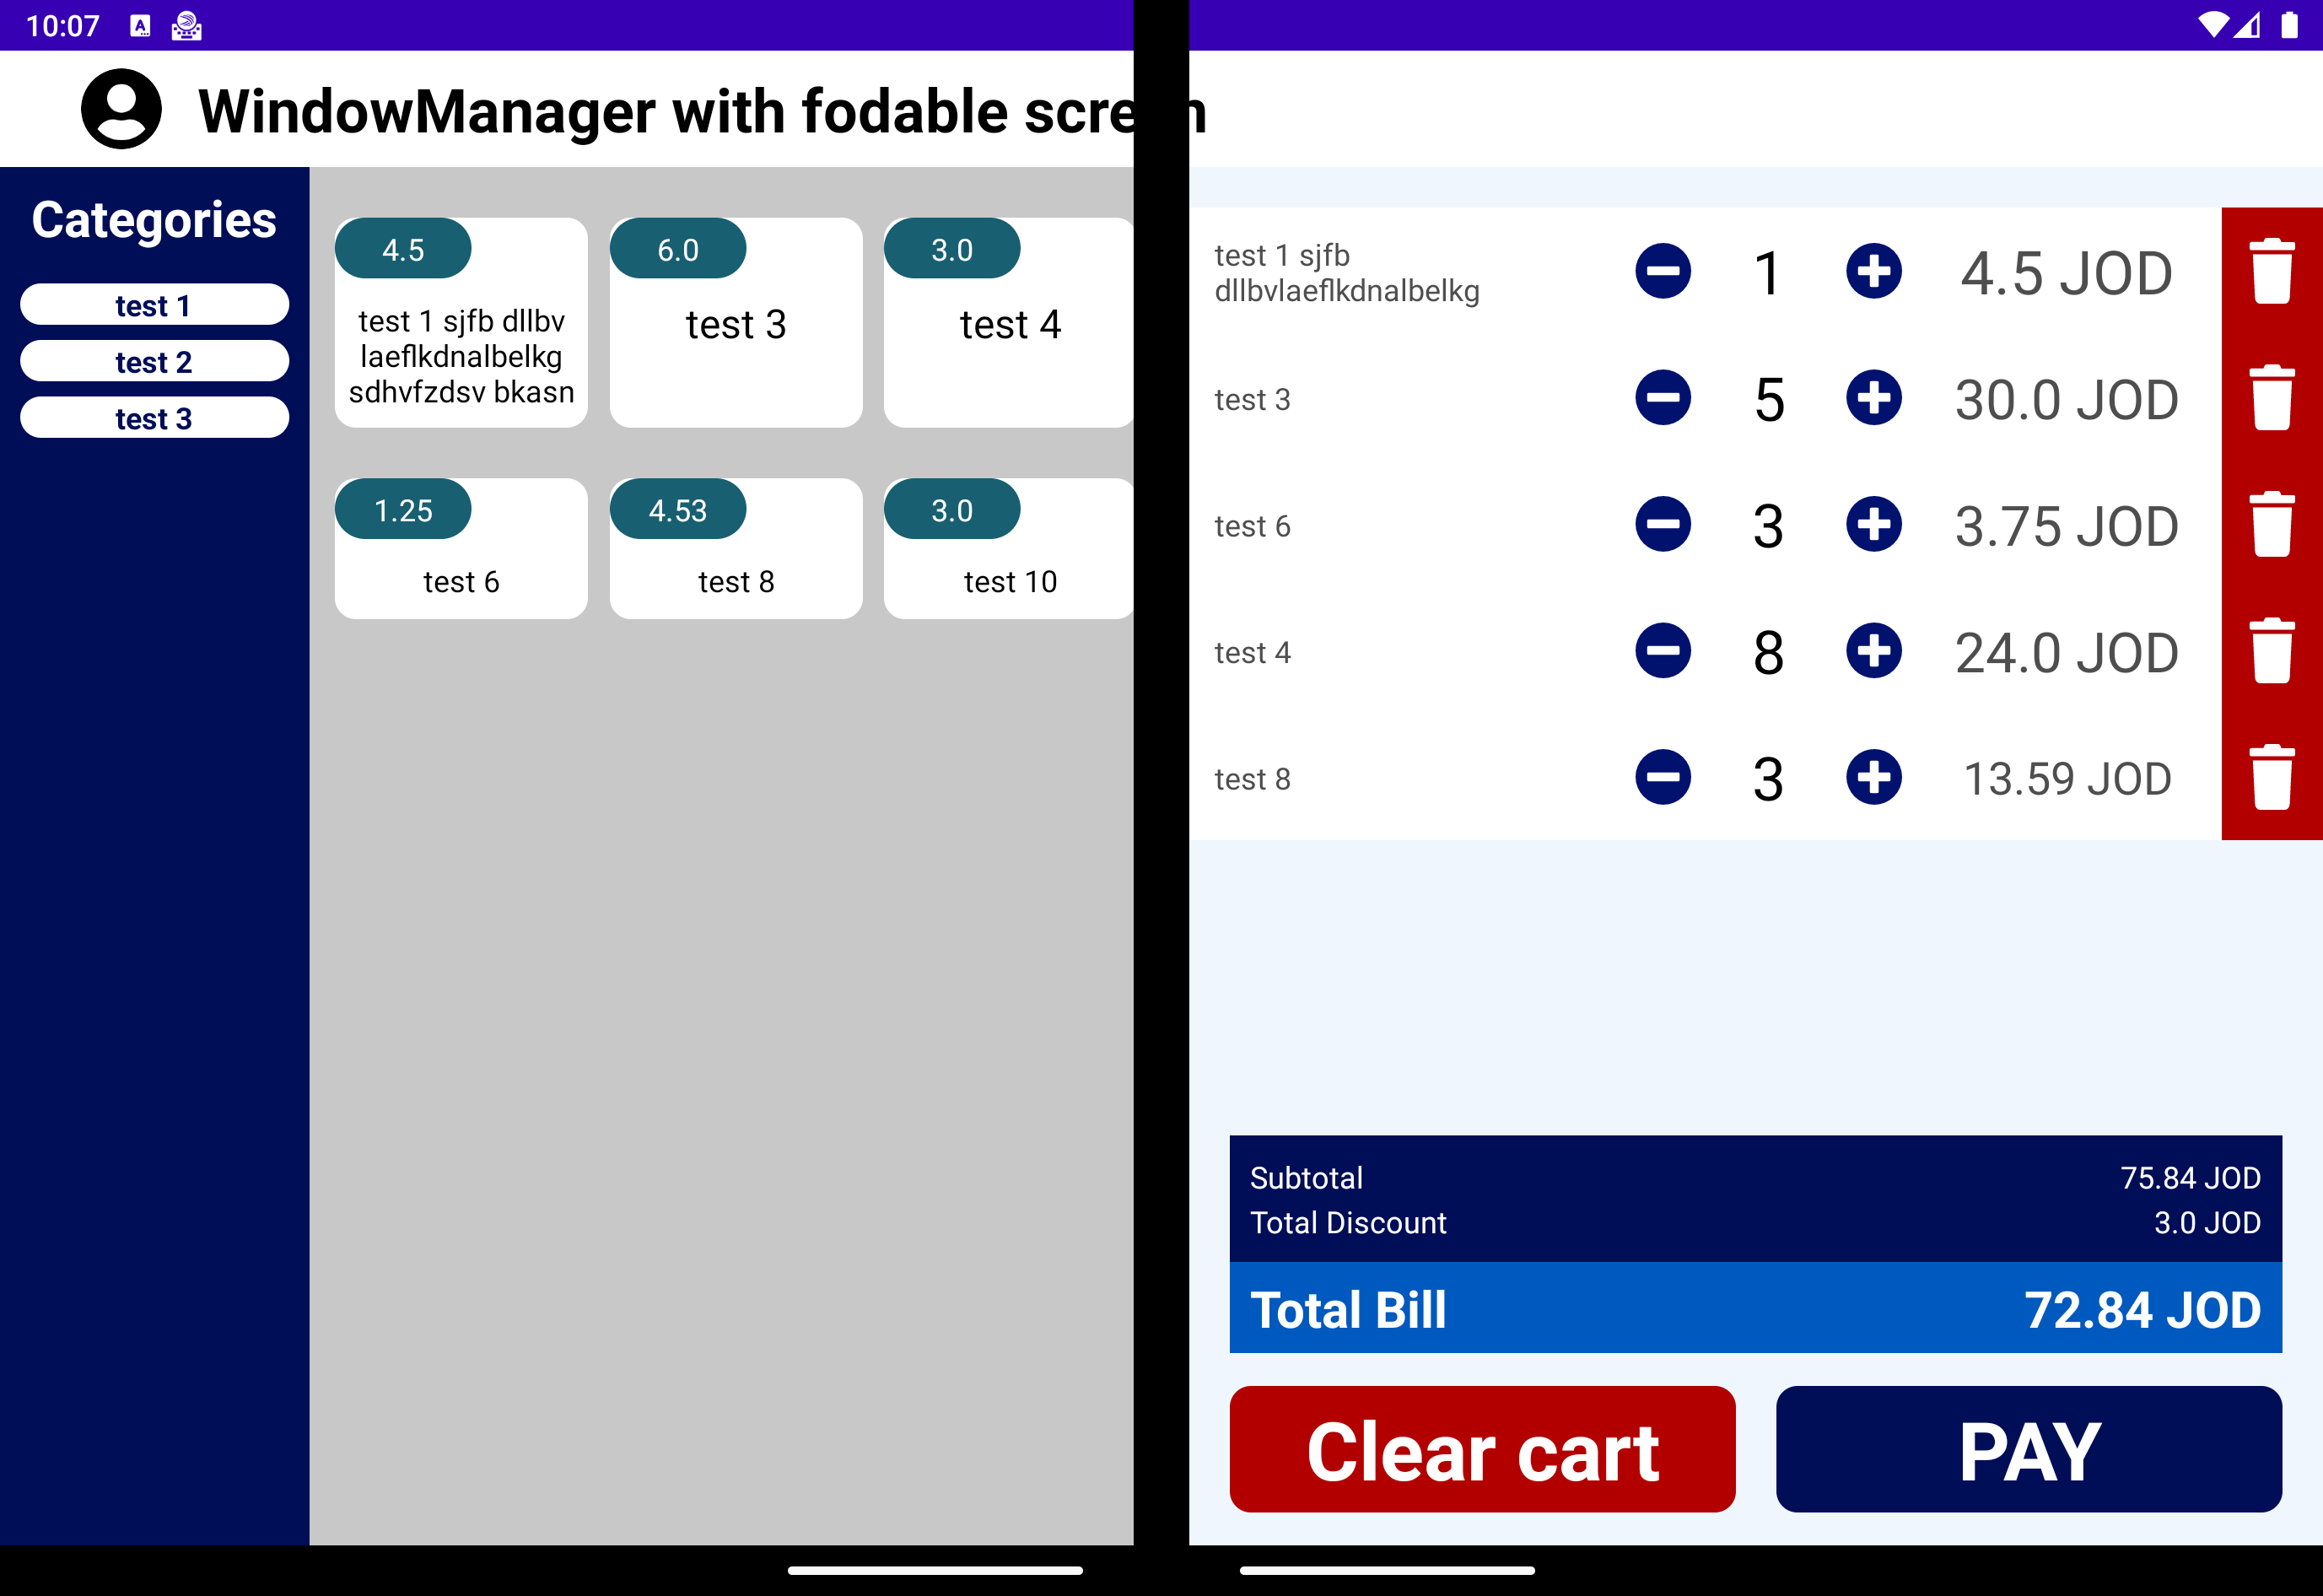 10:07
WindowManager with fodable scre n
Categories
test 1
test 2
test 3
4.5
test 1 sjfb dllbv
laeflkdnalbelkg
sdhvfzdsv bkasn
6.0
test 3
3.0
test 4
1.25
test 6
4.53
test 8
3.0
test 10
test 1 sjfb
dllbvlaeflkdnalbelkg
1
4.5 JOD
test 3
5
30.0 JOD
test 6
3
3.75 JOD
test 4
8
24.0 JOD
test 8
3
13.59 JOD
Subtotal
75.84 JOD
Total Discount
3.0 JOD
Total Bill
72.84 JOD
Clear cart
PAY